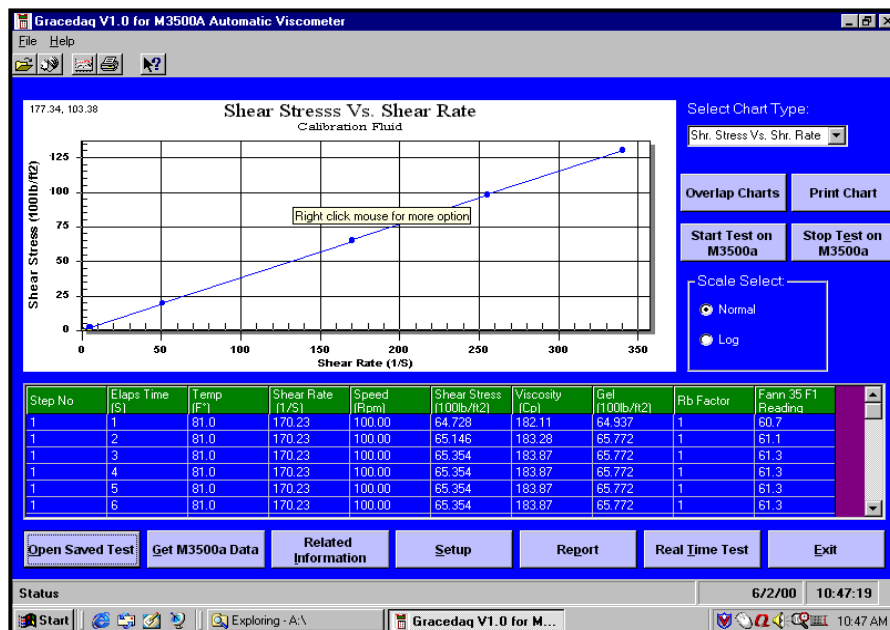 Gracedaq V1.0 for M3500A Automatic Viscometer
File Help
177.34, 103.38
Shear Stresss Vs. Shear Rate
Calibration Fluid
Shear Stress (100lb/ft2)
125
100
75
50
25
0
Right click mouse for more option
0 50 100 150 200 250 300 350
Shear Rate (1/S)
Select Chart Type:
Shr. Stress Vs. Shr. Rate
Overlap Charts Print Chart
Start Test on M3500a Stop Test on M3500a
Scale Select:
Normal
Log
Step No Elaps Time (S) Temp (F°) Shear Rate (1/S) Speed (Rpm) Shear Stress (100lb/ft2) Viscosity (Cp) Gel (100lb/ft2) Rb Factor Fann 35 F1 Reading
1 1 81.0 170.23 100.00 64.728 182.11 64.937 1 60.7
1 2 81.0 170.23 100.00 65.146 183.28 65.772 1 61.1
1 3 81.0 170.23 100.00 65.354 183.87 65.772 1 61.3
1 4 81.0 170.23 100.00 65.354 183.87 65.772 1 61.3
1 5 81.0 170.23 100.00 65.354 183.87 65.772 1 61.3
1 6 81.0 170.23 100.00 65.354 183.87 65.772 1 61.3
Open Saved Test Get M3500a Data Related Information Setup Report Real Time Test Exit
Status 6/2/00 10:47:19
Start Exploring - A:\ Gracedaq V1.0 for M... 10:47 AM